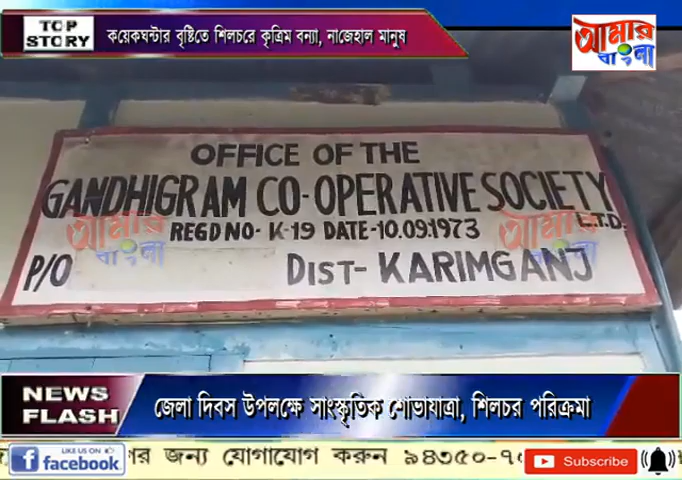 TOP
STORY
কয়েকঘন্টার বৃষ্টিতে শিলচরে কৃত্রিম বন্যা, নাজেহাল মানুষ
আমার
বাংলা
OFFICE OF THE
GANDHIGRAM CO-OPERATIVE SOCIETY
L.T.D.
আমার
বাংলা
REGD NO- K-19 DATE-10.09.1973
আমার
বাংলা
P/O
DIST- KARIMGANJ
NEWS
FLASH
জেলা দিবস উপলক্ষে সাংস্কৃতিক শোভাযাত্রা, শিলচর পরিক্রমা
LIKE US ON
facebook
জন্য যোগাযোগ করুন ৯৪৩৫০-৭
Subscribe